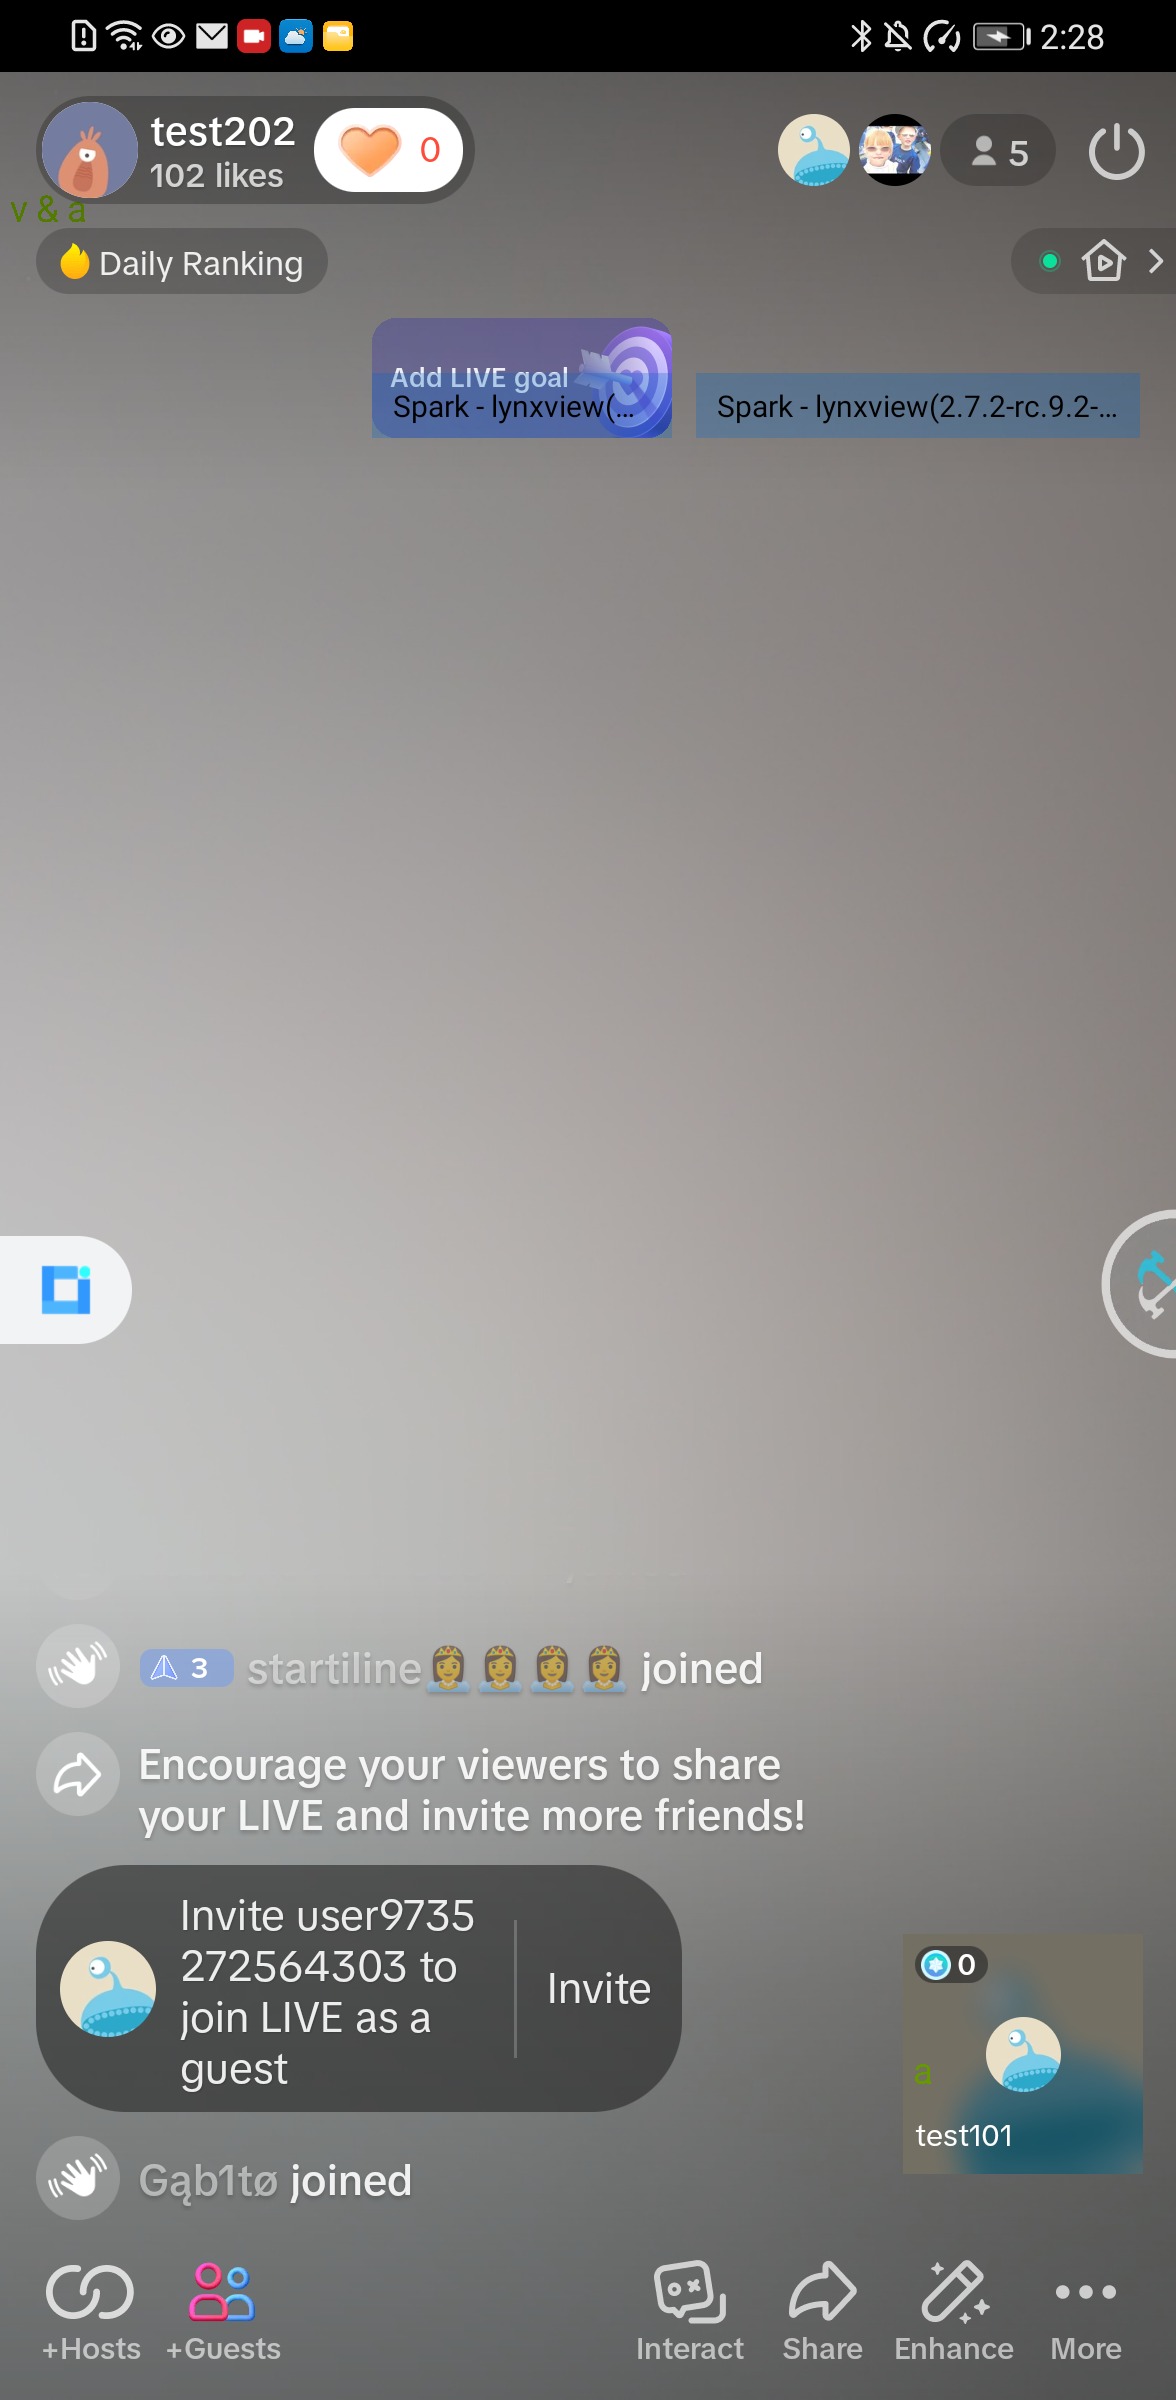 2:28
test202
102 likes
0
5
v & a
Daily Ranking
Add LIVE goal
Spark - lynxview(...
Spark - lynxview(2.7.2-rc.9.2-...
3 startiline👸👸👸👸 joined
Encourage your viewers to share
your LIVE and invite more friends!
Invite user9735
272564303 to
join LIVE as a
guest
Invite
0
a
test101
Gąb1tø joined
+Hosts
+Guests
Interact
Share
Enhance
More